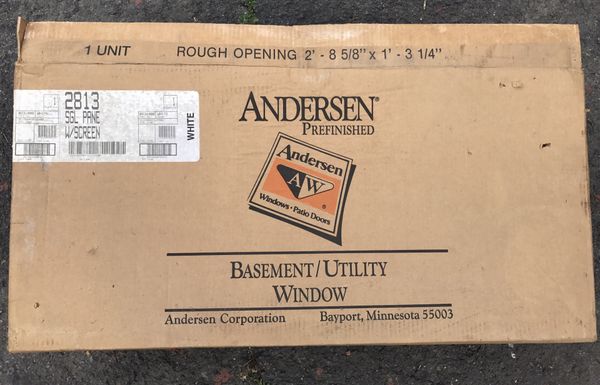 1 UNIT ROUGH OPENING 2' - 8 5/8" x 1' - 3 1/4"
2813
SGL PANE
W/SCREEN
WHITE
ANDERSEN®
PREFINISHED
Andersen
AW
®
Windows • Patio Doors
BASEMENT/UTILITY
WINDOW
Andersen Corporation Bayport, Minnesota 55003